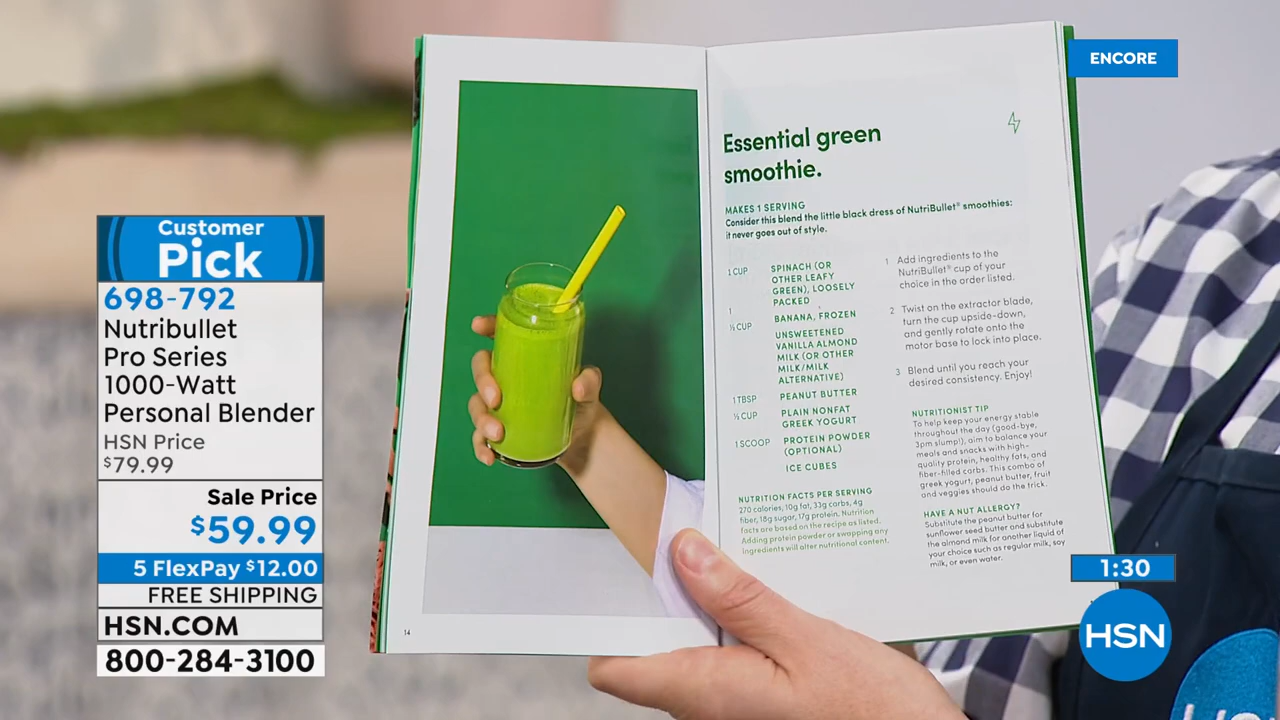 ENCORE
Customer
Pick
698-792
Nutribullet
Pro Series
1000-Watt
Personal Blender
HSN Price
$79.99
Sale Price
$59.99
5 FlexPay $12.00
FREE SHIPPING
HSN.COM
800-284-3100
Essential green
smoothie.
MAKES 1 SERVING
Consider this blend the little black dress of NutriBullet® smoothies:
it never goes out of style.
1 CUP SPINACH (OR
OTHER LEAFY
GREEN), LOOSELY
PACKED
1 BANANA, FROZEN
½ CUP UNSWEETENED
VANILLA ALMOND
MILK (OR OTHER
MILK/MILK
ALTERNATIVE)
1 TBSP PEANUT BUTTER
½ CUP PLAIN NONFAT
GREEK YOGURT
1 SCOOP PROTEIN POWDER
(OPTIONAL)
ICE CUBES
NUTRITION FACTS PER SERVING
270 calories, 10g fat, 33g carbs, 4g
fiber, 18g sugar, 17g protein. Nutrition
facts are based on the recipe as listed.
Adding protein powder or swapping any
ingredients will alter nutritional content.
1 Add ingredients to the
NutriBullet® cup of your
choice in the order listed.
2 Twist on the extractor blade,
turn the cup upside-down,
and gently rotate onto the
motor base to lock into place.
3 Blend until you reach your
desired consistency. Enjoy!
NUTRITIONIST TIP
To help keep your energy stable
throughout the day (good-bye,
3pm slump!), aim to balance your
meals and snacks with high-
quality protein, healthy fats, and
fiber-filled carbs. This combo of
greek yogurt, peanut butter, fruit
and veggies should do the trick.
HAVE A NUT ALLERGY?
Substitute the peanut butter for
sunflower seed butter and substitute
the almond milk for another liquid of
your choice such as regular milk, soy
milk, or even water.
14
1:30
HSN